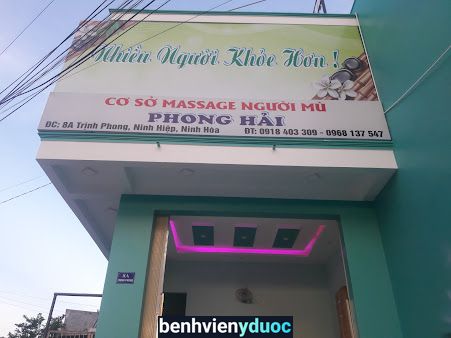 Nhiều Người Khỏe Hơn !
CƠ SỞ MASSAGE NGƯỜI MÙ
PHONG HẢI
ĐC: 8A Trịnh Phong, Ninh Hiệp, Ninh Hòa ĐT: 0918 403 309 - 0968 137 547
8A
benhvienyduoc